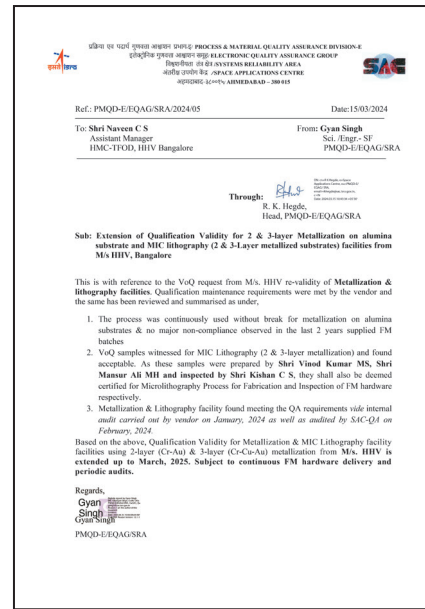 प्रक्रिया एवं पदार्थ गुणवत्ता आश्वासन प्रभाग-इ/ PROCESS & MATERIAL QUALITY ASSURANCE DIVISION-E
इलेक्ट्रॉनिक गुणवत्ता आश्वासन समूह/ ELECTRONIC QUALITY ASSURANCE GROUP
विश्वसनीयता तंत्र क्षेत्र /SYSTEMS RELIABILITY AREA
अंतरिक्ष उपयोग केंद्र /SPACE APPLICATIONS CENTRE
अहमदाबाद-३८००१५/ AHMEDABAD – 380 015
इसरो isro
SAC
Ref.: PMQD-E/EQAG/SRA/2024/05 Date:15/03/2024
To: Shri Naveen C S From: Gyan Singh
Assistant Manager Sci. /Engr.- SF
HMC-TFOD, HHV Bangalore PMQD-E/EQAG/SRA
Through:
R. K. Hegde,
Head, PMQD-E/EQAG/SRA
Sub: Extension of Qualification Validity for 2 & 3-layer Metallization on alumina
substrate and MIC lithography (2 & 3-Layer metallized substrates) facilities from
M/s HHV, Bangalore
This is with reference to the VoQ request from M/s. HHV re-validity of Metallization &
lithography facilities. Qualification maintenance requirements were met by the vendor and
the same has been reviewed and summarised as under,
1. The process was continuously used without break for metallization on alumina
substrates & no major non-compliance observed in the last 2 years supplied FM
batches
2. VoQ samples witnessed for MIC Lithography (2 & 3-layer metallization) and found
acceptable. As these samples were prepared by Shri Vinod Kumar MS, Shri
Mansur Ali MH and inspected by Shri Kishan C S, they shall also be deemed
certified for Microlithography Process for Fabrication and Inspection of FM hardware
respectively.
3. Metallization & Lithography facility found meeting the QA requirements vide internal
audit carried out by vendor on January, 2024 as well as audited by SAC-QA on
February, 2024.
Based on the above, Qualification Validity for Metallization & MIC Lithography facility
facilities using 2-layer (Cr-Au) & 3-layer (Cr-Cu-Au) metallization from M/s. HHV is
extended up to March, 2025. Subject to continuous FM hardware delivery and
periodic audits.
Regards,
Gyan
Singh
Gyan Singh
PMQD-E/EQAG/SRA